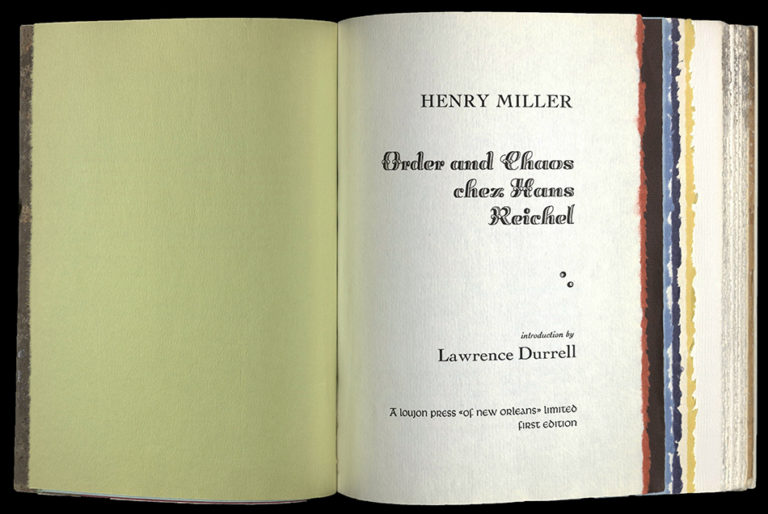 HENRY MILLER
Order and Chaos
chez Hans
Reichel
introduction by
Lawrence Durrell
A loujon press «of new orleans» limited
first edition